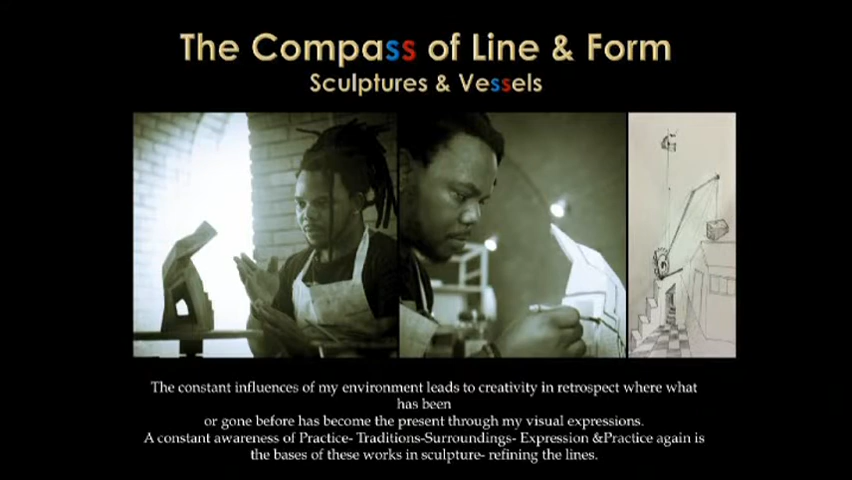 The Compass of Line & Form
Sculptures & Vessels
The constant influences of my environment leads to creativity in retrospect where what
has been
or gone before has become the present through my visual expressions.
A constant awareness of Practice- Traditions-Surroundings- Expression &Practice again is
the bases of these works in sculpture- refining the lines.